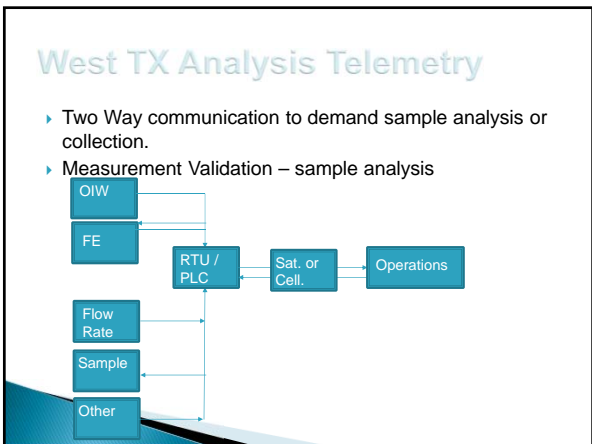 West TX Analysis Telemetry
Two Way communication to demand sample analysis or
collection.
Measurement Validation – sample analysis
OIW
FE
RTU /
PLC
Sat. or
Cell.
Operations
Flow
Rate
Sample
Other